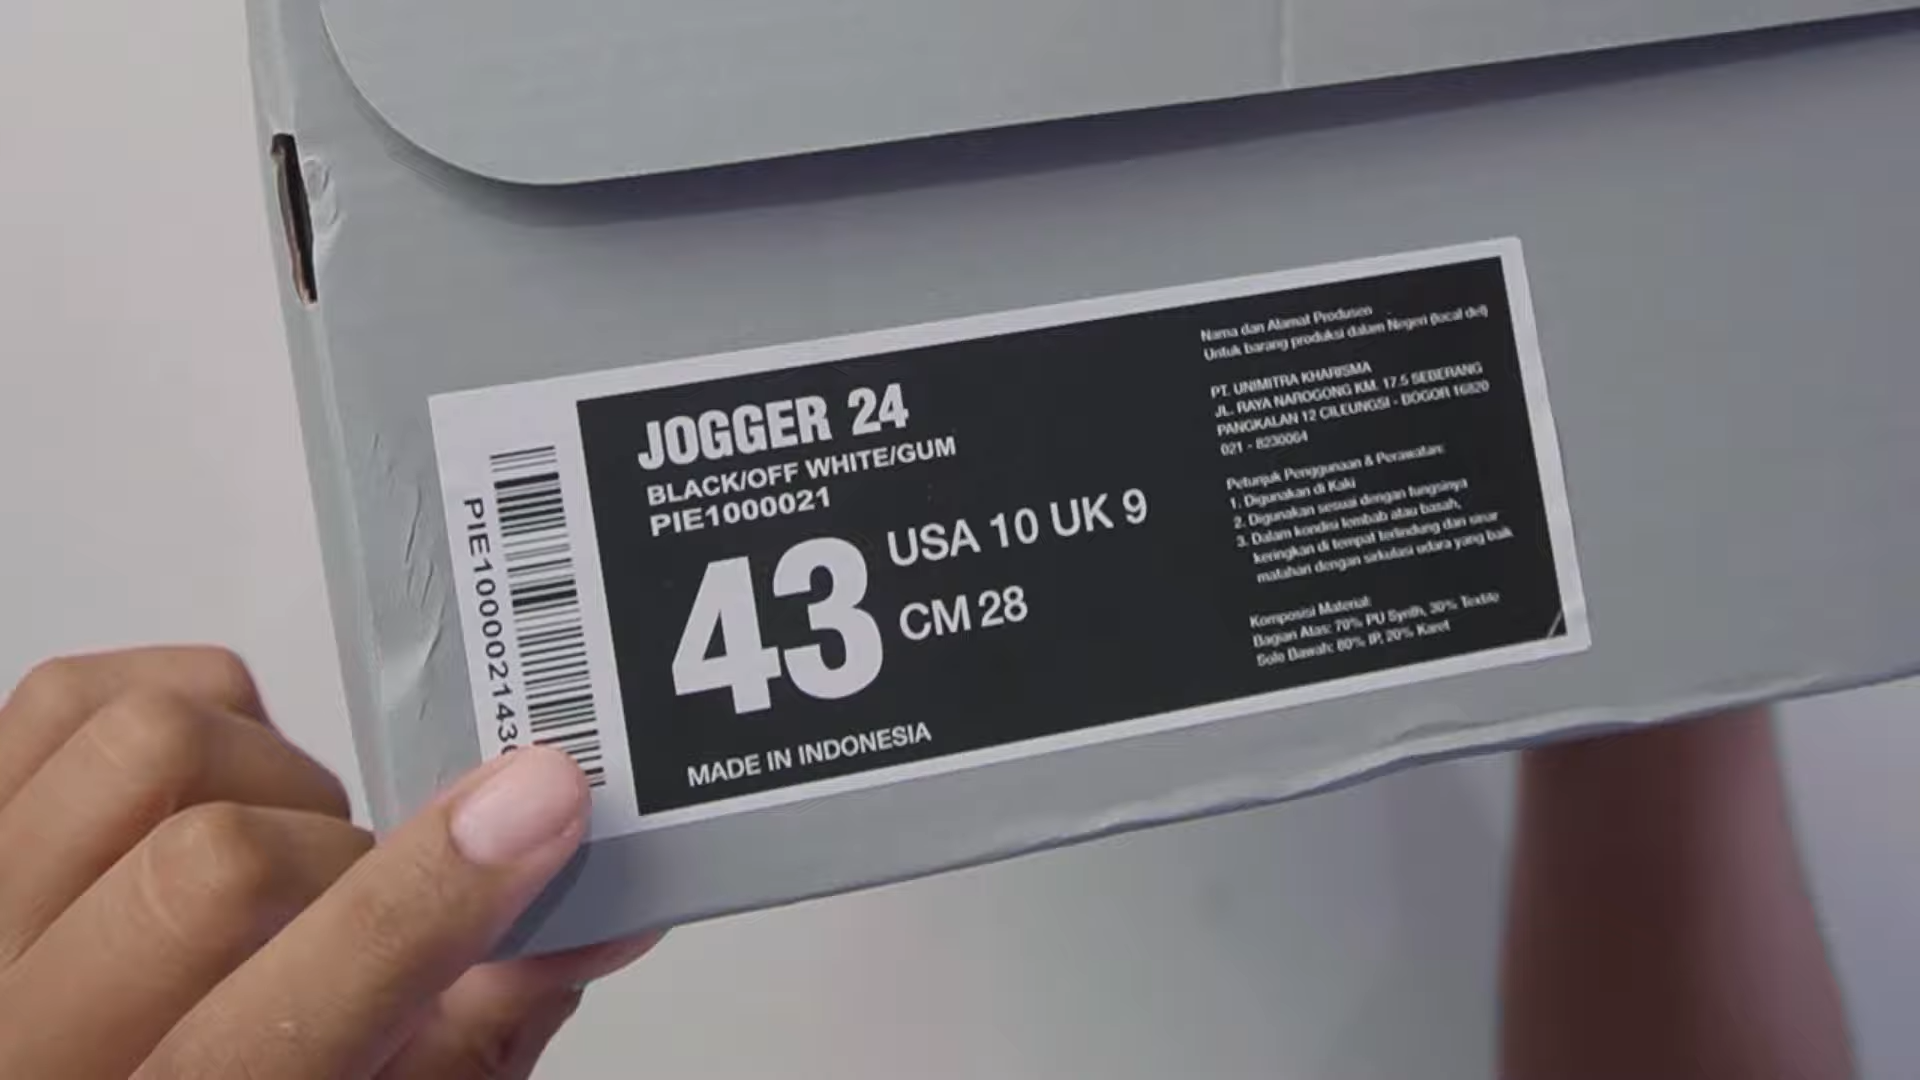 JOGGER 24
BLACK/OFF WHITE/GUM
PIE1000021
43
USA 10 UK 9
CM 28
MADE IN INDONESIA
PIE100002143
Nama dan Alamat Produsen
Untuk barang produksi dalam Negeri (local del)
PT. UNIMITRA KHARISMA
JL. RAYA NAROGONG KM. 17.5 SEBERANG
PANGKALAN 12 CILEUNGSI - BOGOR 16820
021 - 8230064
Petunjuk Penggunaan & Perawatan:
1. Digunakan di Kaki
2. Digunakan sesuai dengan fungsinya
3. Dalam kondisi lembab atau basah,
keringkan di tempat terlindung dari sinar
matahari dengan sirkulasi udara yang baik
Komposisi Material:
Bagian Atas: 70% PU Synth, 30% Textile
Sole Bawah: 80% IP, 20% Karet